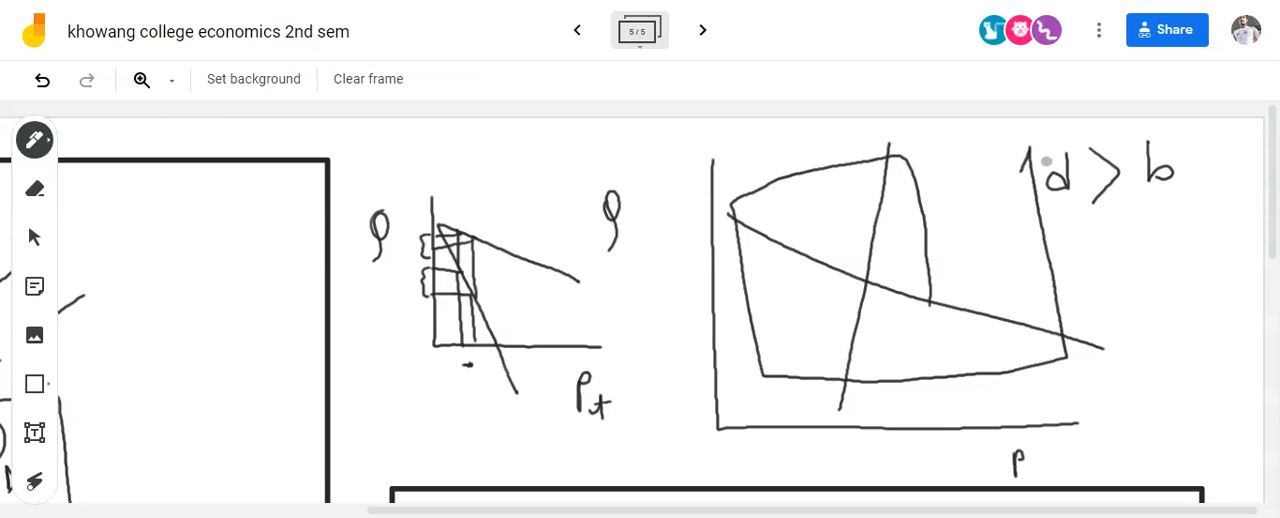 khowang college economics 2nd sem
5 / 5
Share
Set background
Clear frame
d > b
Pt
P